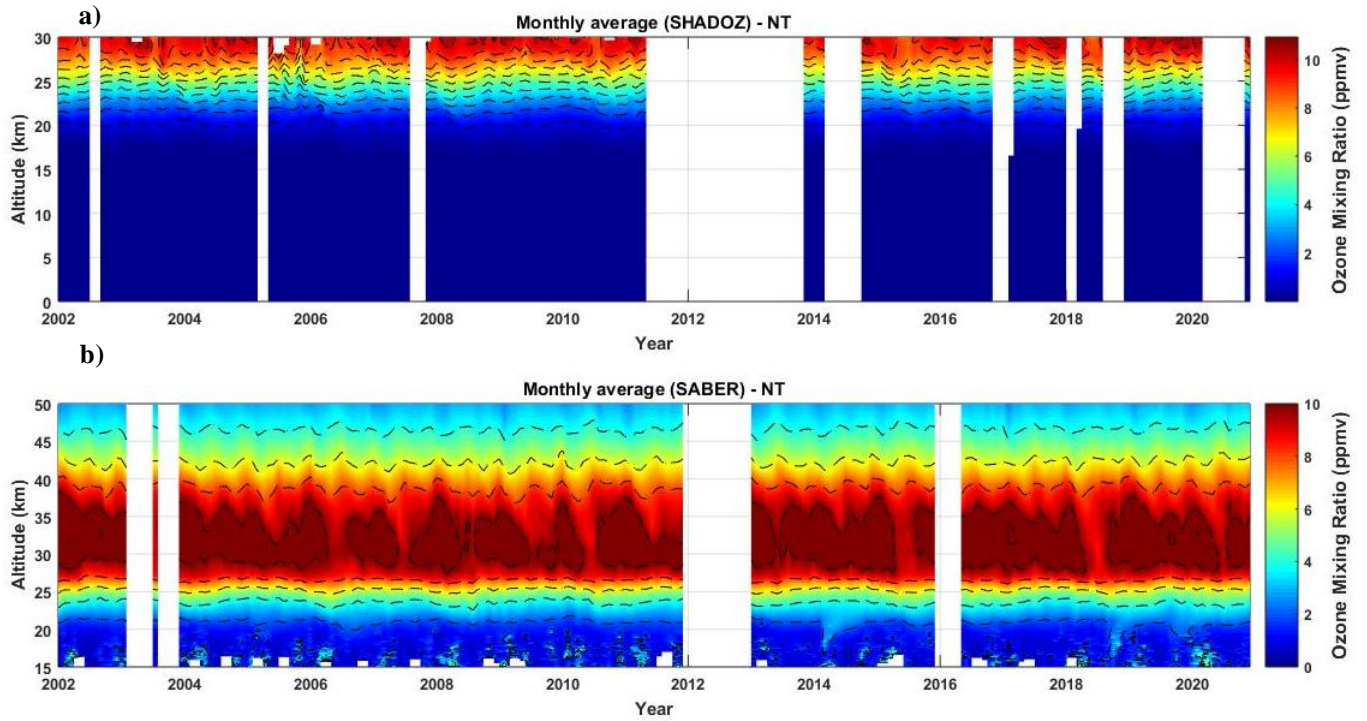 a)
Monthly average (SHADOZ) - NT
30
25
20
15
10
5
0
Altitude (km)
2002 2004 2006 2008 2010 2012 2014 2016 2018 2020
Year
10
8
6
4
2
Ozone Mixing Ratio (ppmv)
b)
Monthly average (SABER) - NT
50
45
40
35
30
25
20
15
Altitude (km)
2002 2004 2006 2008 2010 2012 2014 2016 2018 2020
Year
10
8
6
4
2
0
Ozone Mixing Ratio (ppmv)